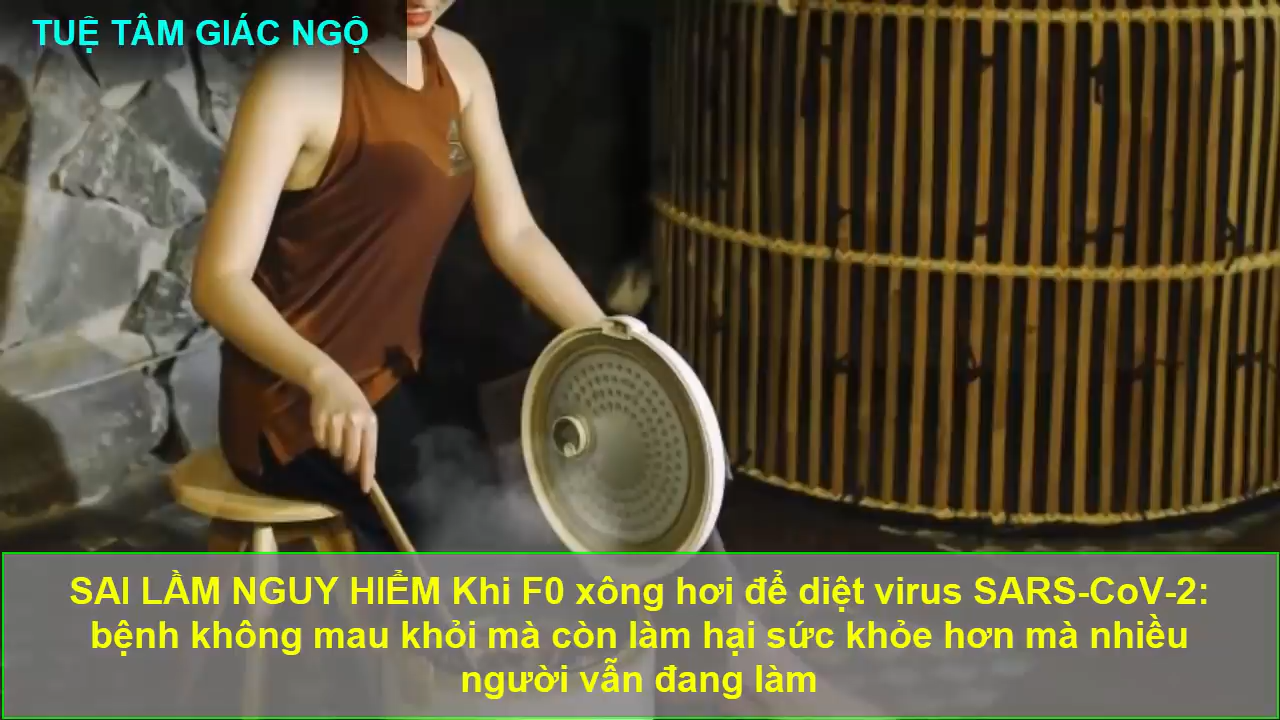 TUỆ TÂM GIÁC NGỘ
SAI LẦM NGUY HIỂM Khi F0 xông hơi để diệt virus SARS-CoV-2:
bệnh không mau khỏi mà còn làm hại sức khỏe hơn mà nhiều
người vẫn đang làm